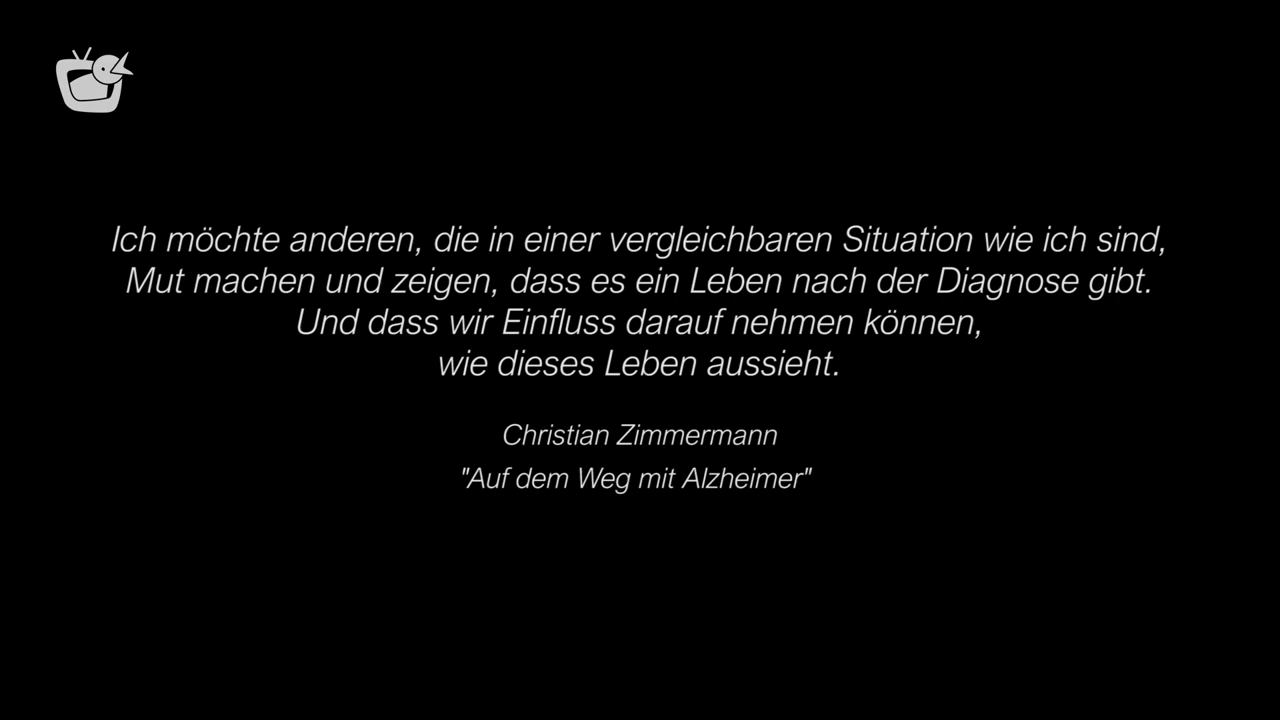 Ich möchte anderen, die in einer vergleichbaren Situation wie ich sind,
Mut machen und zeigen, dass es ein Leben nach der Diagnose gibt.
Und dass wir Einfluss darauf nehmen können,
wie dieses Leben aussieht.
Christian Zimmermann
"Auf dem Weg mit Alzheimer"